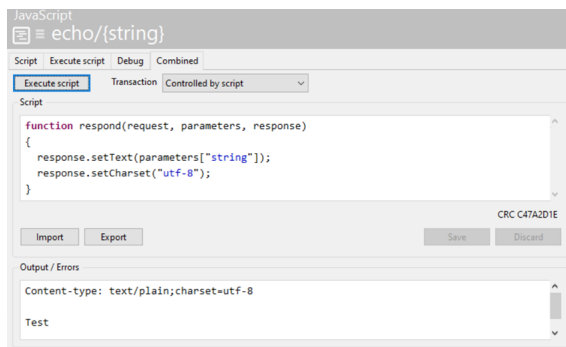 JavaScript
echo/{string}
Script Execute script Debug Combined
Execute script Transaction Controlled by script
Script
function respond(request, parameters, response)
{
response.setText(parameters["string"]);
response.setCharset("utf-8");
}
CRC C47A2D1E
Import Export Save Discard
Output / Errors
Content-type: text/plain;charset=utf-8
Test